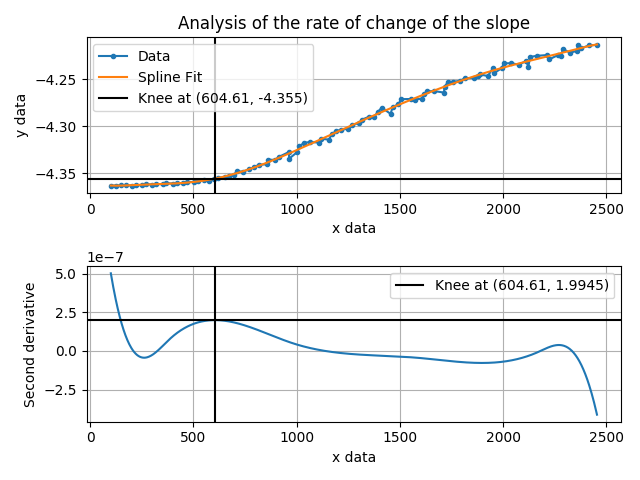 Analysis of the rate of change of the slope
y data
−4.25
−4.30
−4.35
Data
Spline Fit
Knee at (604.61, -4.355)
0 500 1000 1500 2000 2500
x data
1e−7
Second derivative
5.0
2.5
0.0
−2.5
Knee at (604.61, 1.9945)
0 500 1000 1500 2000 2500
x data